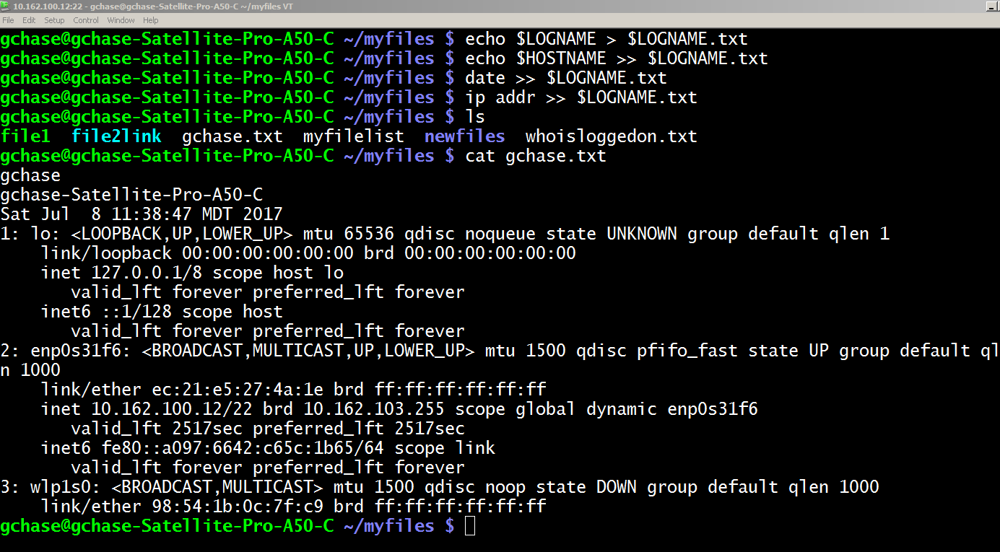 10.162.100.12:22 - gchase@gchase-Satellite-Pro-A50-C ~/myfiles VT
File Edit Setup Control Window Help
gchase@gchase-Satellite-Pro-A50-C ~/myfiles $ echo $LOGNAME > $LOGNAME.txt
gchase@gchase-Satellite-Pro-A50-C ~/myfiles $ echo $HOSTNAME >> $LOGNAME.txt
gchase@gchase-Satellite-Pro-A50-C ~/myfiles $ date >> $LOGNAME.txt
gchase@gchase-Satellite-Pro-A50-C ~/myfiles $ ip addr >> $LOGNAME.txt
gchase@gchase-Satellite-Pro-A50-C ~/myfiles $ ls
file1  file2link  gchase.txt  myfilelist  newfiles  whoisloggedon.txt
gchase@gchase-Satellite-Pro-A50-C ~/myfiles $ cat gchase.txt
gchase
gchase-Satellite-Pro-A50-C
Sat Jul  8 11:38:47 MDT 2017
1: lo: <LOOPBACK,UP,LOWER_UP> mtu 65536 qdisc noqueue state UNKNOWN group default qlen 1
    link/loopback 00:00:00:00:00:00 brd 00:00:00:00:00:00
    inet 127.0.0.1/8 scope host lo
       valid_lft forever preferred_lft forever
    inet6 ::1/128 scope host
       valid_lft forever preferred_lft forever
2: enp0s31f6: <BROADCAST,MULTICAST,UP,LOWER_UP> mtu 1500 qdisc pfifo_fast state UP group default qle
n 1000
    link/ether ec:21:e5:27:4a:1e brd ff:ff:ff:ff:ff:ff
    inet 10.162.100.12/22 brd 10.162.103.255 scope global dynamic enp0s31f6
       valid_lft 2517sec preferred_lft 2517sec
    inet6 fe80::a097:6642:c65c:1b65/64 scope link
       valid_lft forever preferred_lft forever
3: wlp1s0: <BROADCAST,MULTICAST> mtu 1500 qdisc noop state DOWN group default qlen 1000
    link/ether 98:54:1b:0c:7f:c9 brd ff:ff:ff:ff:ff:ff
gchase@gchase-Satellite-Pro-A50-C ~/myfiles $